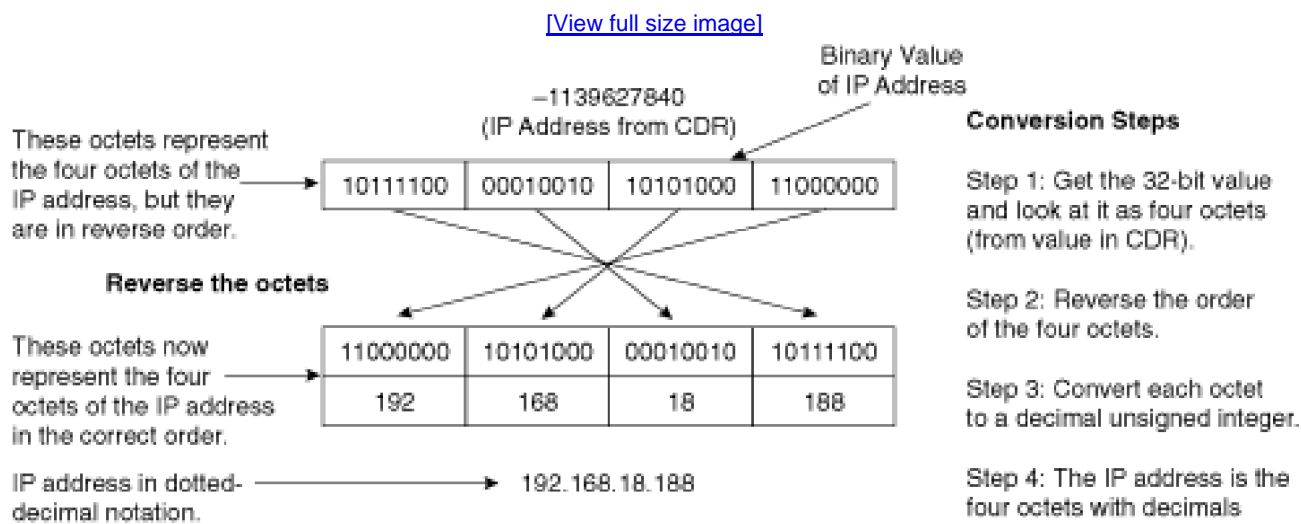 [View full size image]
Binary Value
of IP Address
−1139627840
(IP Address from CDR)
These octets represent
the four octets of the
IP address, but they
are in reverse order.
10111100 00010010 10101000 11000000
Reverse the octets
These octets now
represent the four
octets of the IP address
in the correct order.
11000000 10101000 00010010 10111100
192 168 18 188
IP address in dotted-
decimal notation.
192.168.18.188
Conversion Steps
Step 1: Get the 32-bit value
and look at it as four octets
(from value in CDR).
Step 2: Reverse the order
of the four octets.
Step 3: Convert each octet
to a decimal unsigned integer.
Step 4: The IP address is the
four octets with decimals